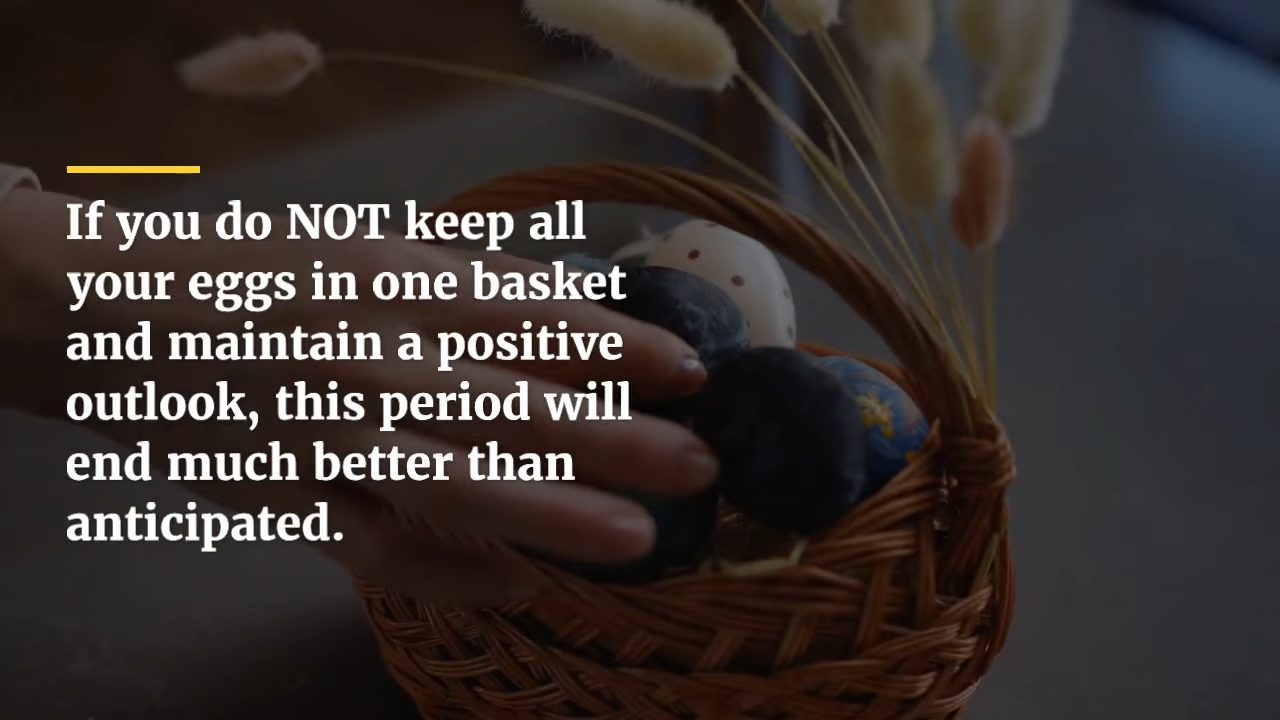 If you do NOT keep all
your eggs in one basket
and maintain a positive
outlook, this period will
end much better than
anticipated.